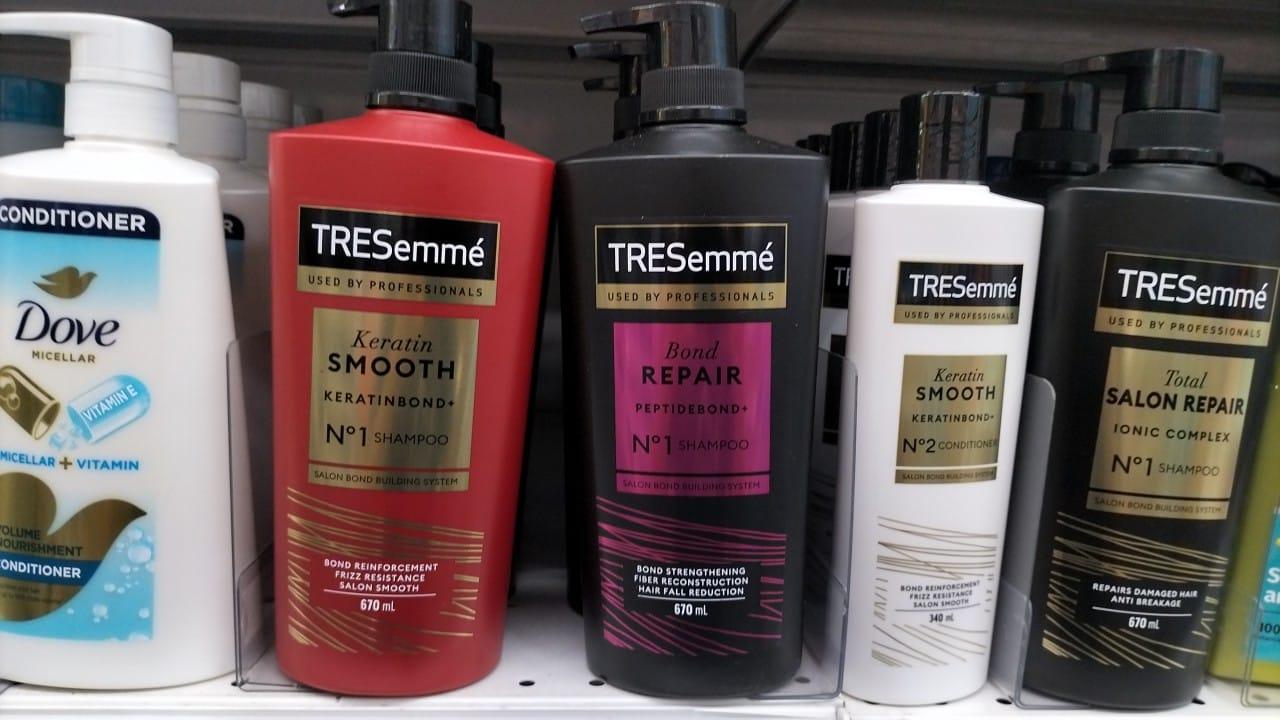 CONDITIONER
Dove
MICELLAR
VITAMIN E
MICELLAR + VITAMIN
VOLUME
NOURISHMENT
CONDITIONER
TRESemmé
USED BY PROFESSIONALS
Keratin
SMOOTH
KERATINBOND+
Nº1 SHAMPOO
SALON BOND BUILDING SYSTEM
BOND REINFORCEMENT
FRIZZ RESISTANCE
SALON SMOOTH
670 mL
TRESemmé
USED BY PROFESSIONALS
Bond
REPAIR
PEPTIDEBOND+
Nº1 SHAMPOO
SALON BOND BUILDING SYSTEM
BOND STRENGTHENING
FIBER RECONSTRUCTION
HAIR FALL REDUCTION
670 mL
TRESemmé
USED BY PROFESSIONALS
Keratin
SMOOTH
KERATINBOND+
Nº2 CONDITIONER
SALON BOND BUILDING SYSTEM
BOND REINFORCEMENT
FRIZZ RESISTANCE
SALON SMOOTH
340 mL
TRESemmé
USED BY PROFESSIONALS
Total
SALON REPAIR
IONIC COMPLEX
Nº1 SHAMPOO
SALON BOND BUILDING SYSTEM
REPAIRS DAMAGED HAIR
ANTI BREAKAGE
670 mL